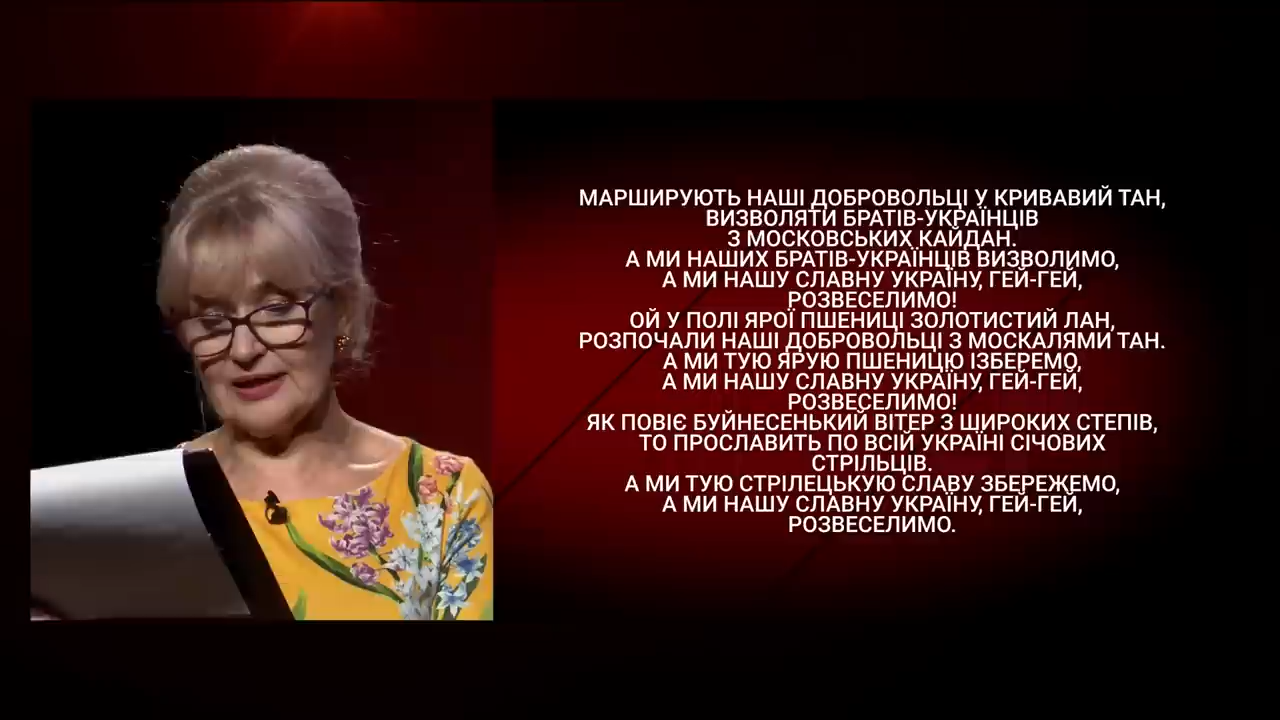 МАРШИРУЮТЬ НАШІ ДОБРОВОЛЬЦІ У КРИВАВИЙ ТАН,
ВИЗВОЛЯТИ БРАТІВ-УКРАЇНЦІВ
З МОСКОВСЬКИХ КАЙДАН.
А МИ НАШИХ БРАТІВ-УКРАЇНЦІВ ВИЗВОЛИМО,
А МИ НАШУ СЛАВНУ УКРАЇНУ, ГЕЙ-ГЕЙ,
РОЗВЕСЕЛИМО!
ОЙ У ПОЛІ ЯРОЇ ПШЕНИЦІ ЗОЛОТИСТИЙ ЛАН,
РОЗПОЧАЛИ НАШІ ДОБРОВОЛЬЦІ З МОСКАЛЯМИ ТАН.
А МИ ТУЮ ЯРУЮ ПШЕНИЦЮ ІЗБЕРЕМО,
А МИ НАШУ СЛАВНУ УКРАЇНУ, ГЕЙ-ГЕЙ,
РОЗВЕСЕЛИМО!
ЯК ПОВІЄ БУЙНЕСЕНЬКИЙ ВІТЕР З ШИРОКИХ СТЕПІВ,
ТО ПРОСЛАВИТЬ ПО ВСІЙ УКРАЇНІ СІЧОВИХ
СТРІЛЬЦІВ.
А МИ ТУЮ СТРІЛЕЦЬКУЮ СЛАВУ ЗБЕРЕЖЕМО,
А МИ НАШУ СЛАВНУ УКРАЇНУ, ГЕЙ-ГЕЙ,
РОЗВЕСЕЛИМО.